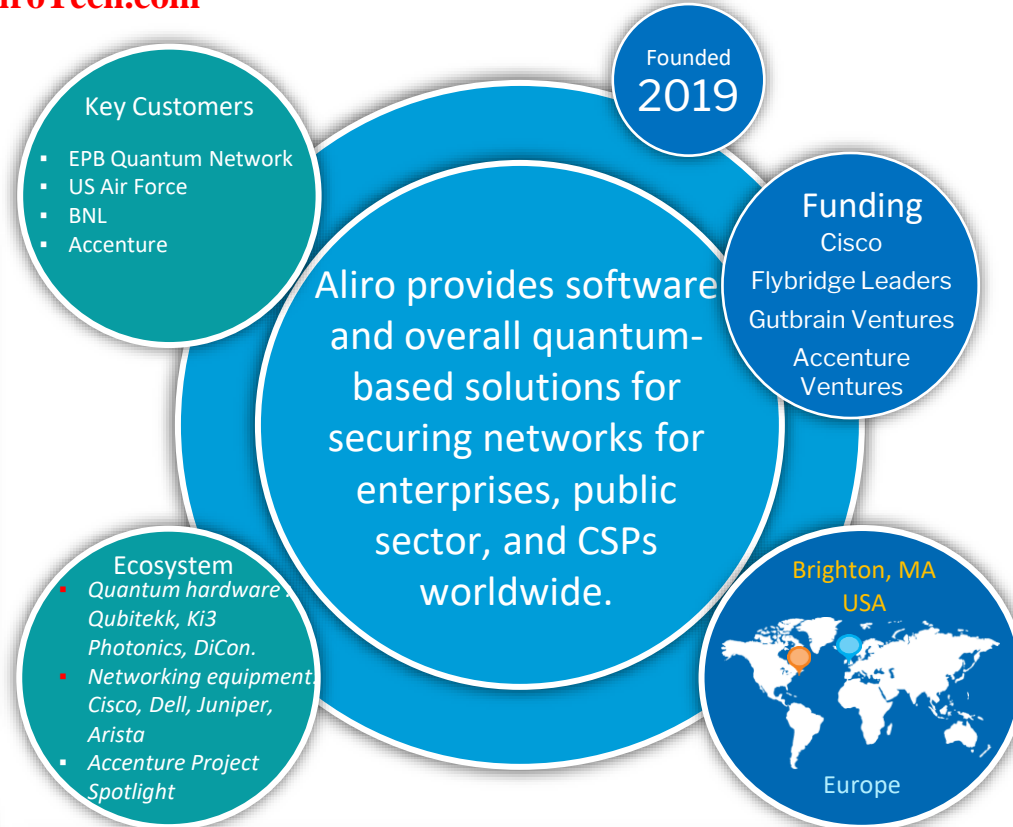 Founded
2019
Key Customers
▪ EPB Quantum Network
▪ US Air Force
▪ BNL
▪ Accenture
Funding
Cisco
Flybridge Leaders
Gutbrain Ventures
Accenture
Ventures
Aliro provides software
and overall quantum-
based solutions for
securing networks for
enterprises, public
sector, and CSPs
worldwide.
Ecosystem
▪ Quantum hardware :
Qubitekk, Ki3
Photonics, DiCon.
▪ Networking equipment:
Cisco, Dell, Juniper,
Arista
▪ Accenture Project
Spotlight
Brighton, MA
USA
Europe